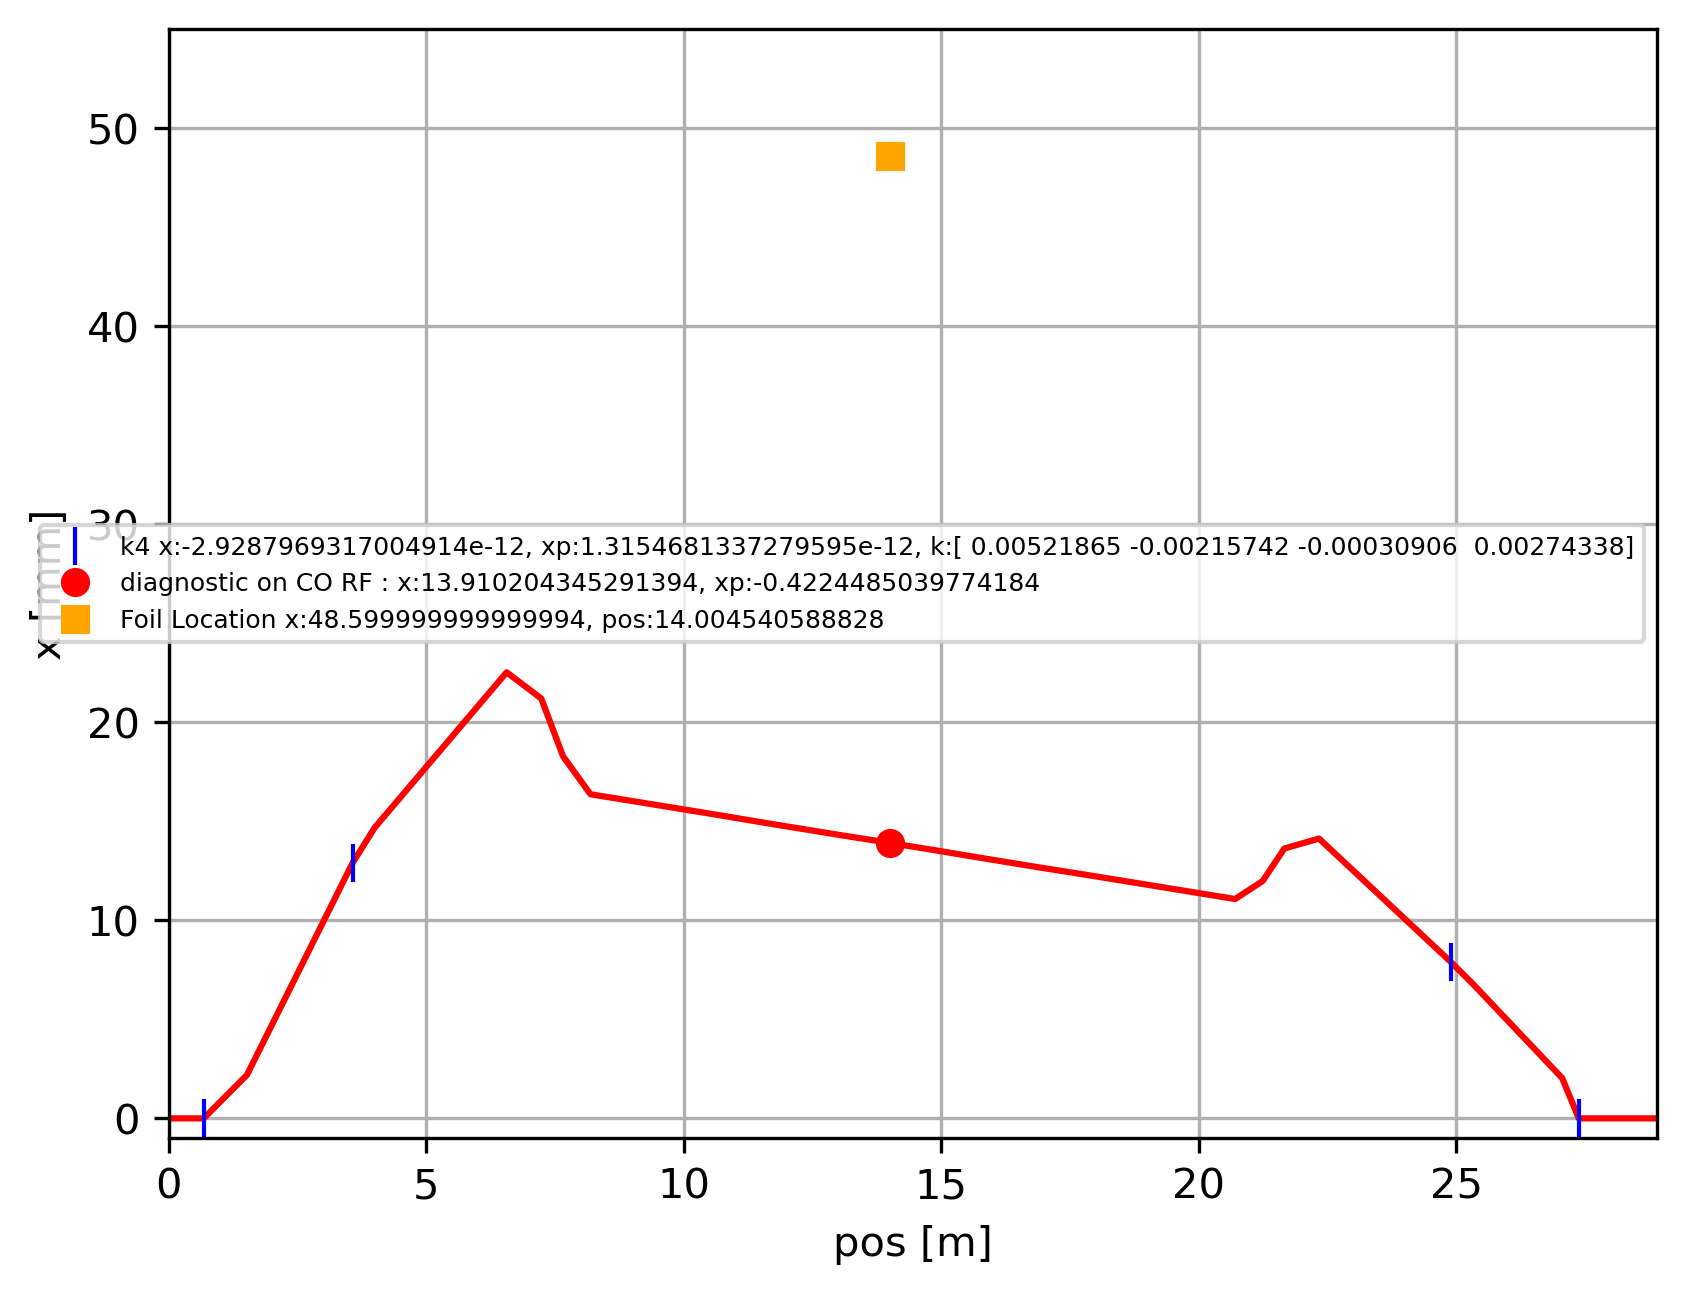 50
40
30
20
10
0
x [mm]
k4 x:-2.9287969317004914e-12, xp:1.3154681337279595e-12, k:[ 0.00521865 -0.00215742 -0.00030906  0.00274338]
diagnostic on CO RF : x:13.910204345291394, xp:-0.4224485039774184
Foil Location x:48.599999999999994, pos:14.004540588828
0 5 10 15 20 25
pos [m]